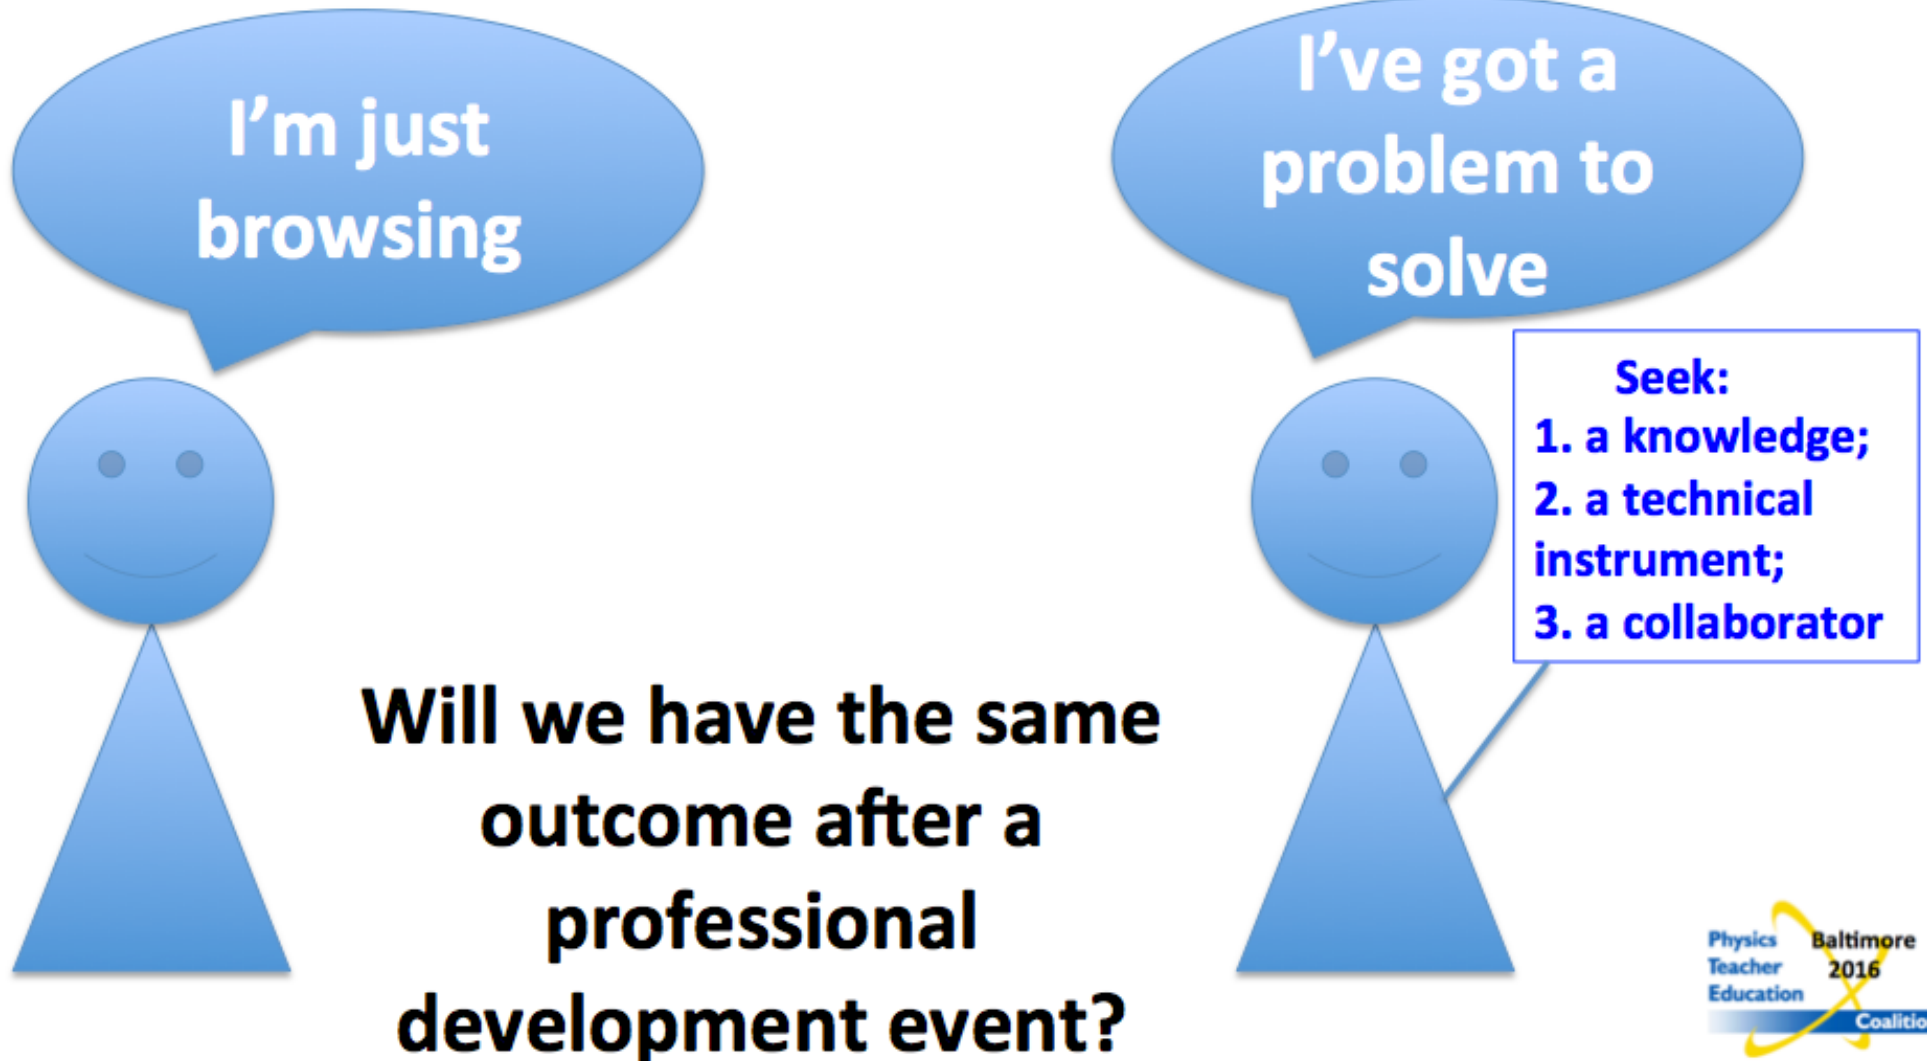 I’m just
browsing
I’ve got a
problem to
solve
Seek:
1. a knowledge;
2. a technical
instrument;
3. a collaborator
Will we have the same
outcome after a
professional
development event?
Physics
Teacher
Education
Baltimore
2016
Coalitio